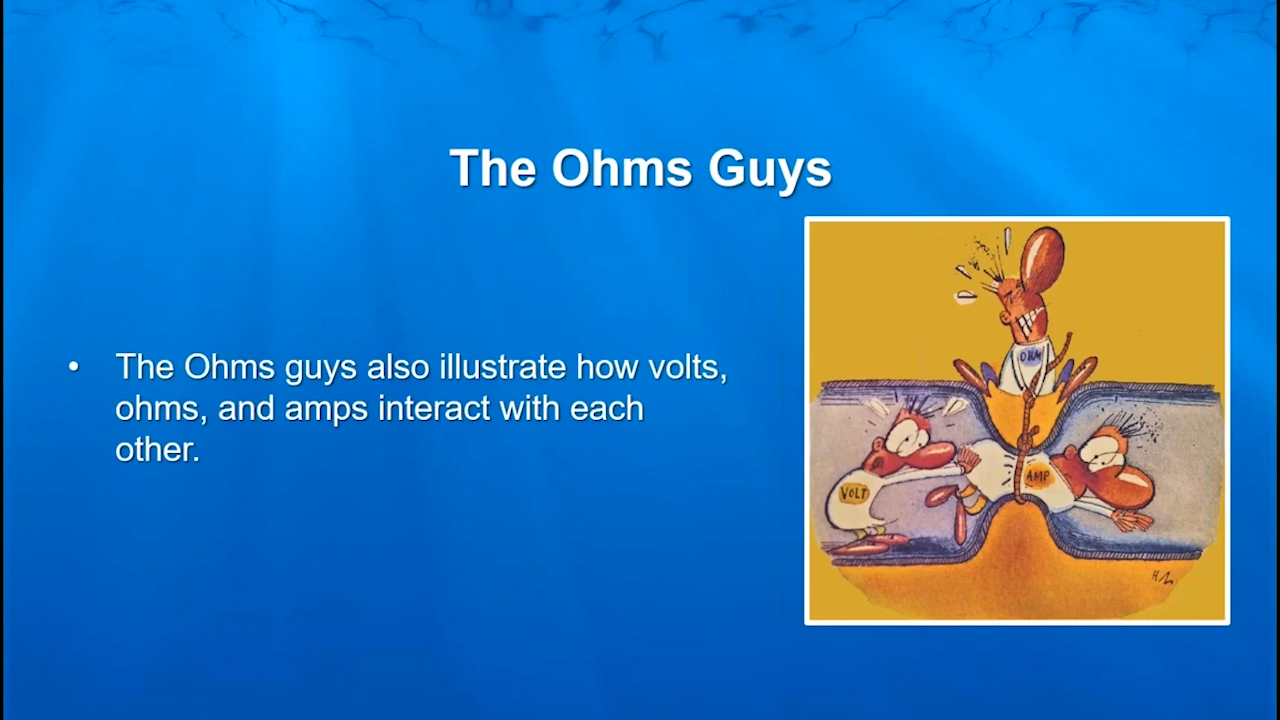 The Ohms Guys
• The Ohms guys also illustrate how volts,
ohms, and amps interact with each
other.
OHM
VOLT
AMP